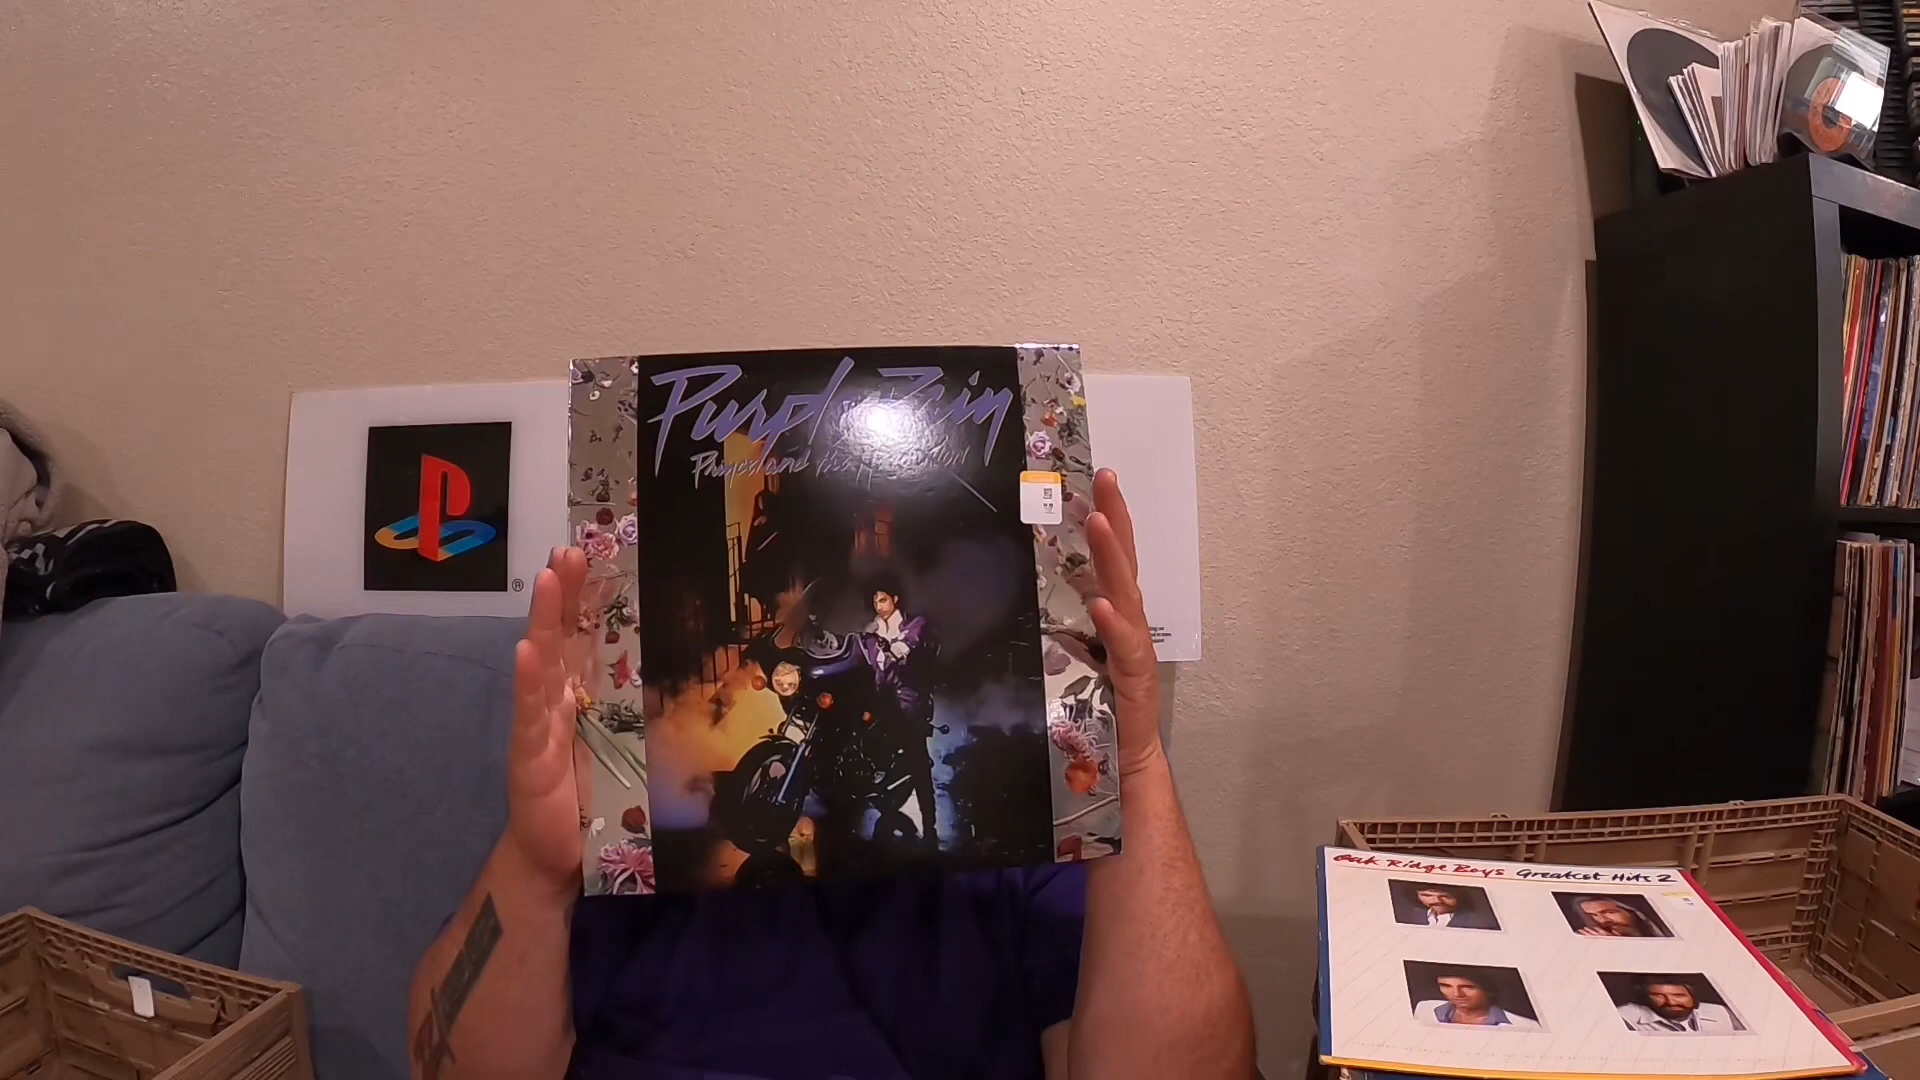 Purple Rain
Prince and the Revolution
®
Oak Ridge Boys Greatest Hits 2